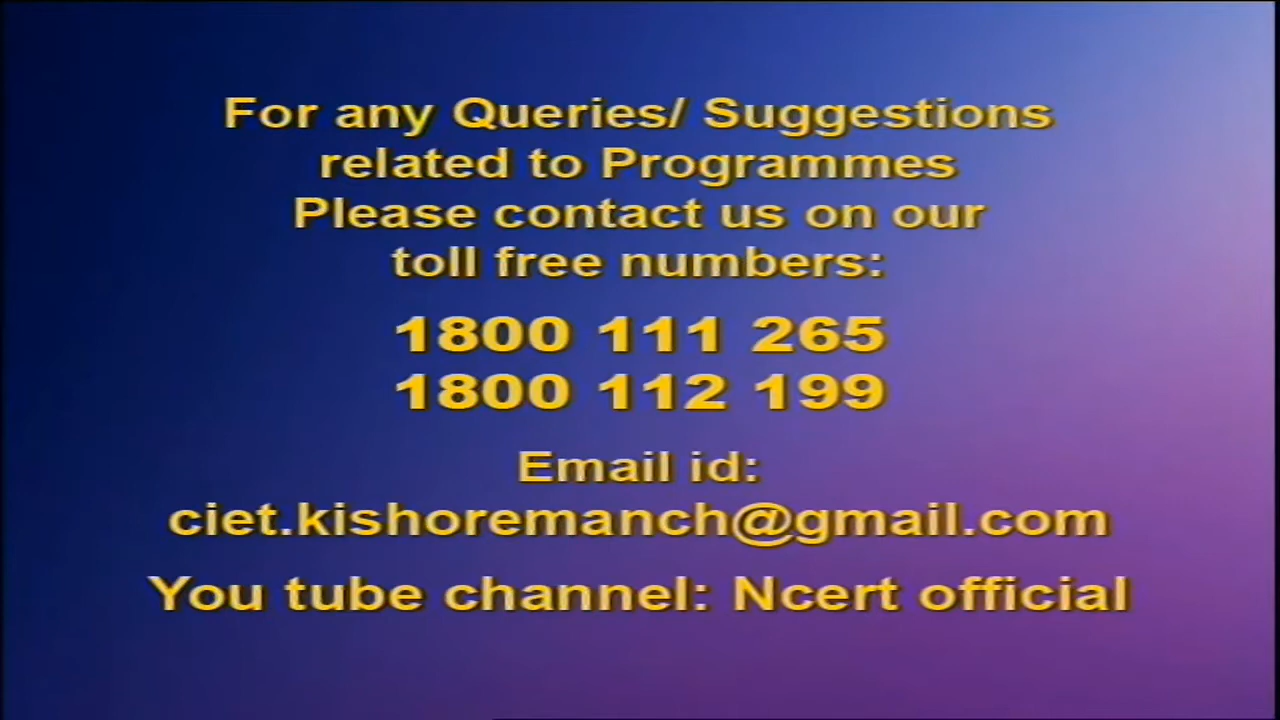 For any Queries/ Suggestions
related to Programmes
Please contact us on our
toll free numbers:
1800 111 265
1800 112 199
Email id:
ciet.kishoremanch@gmail.com
You tube channel: Ncert official